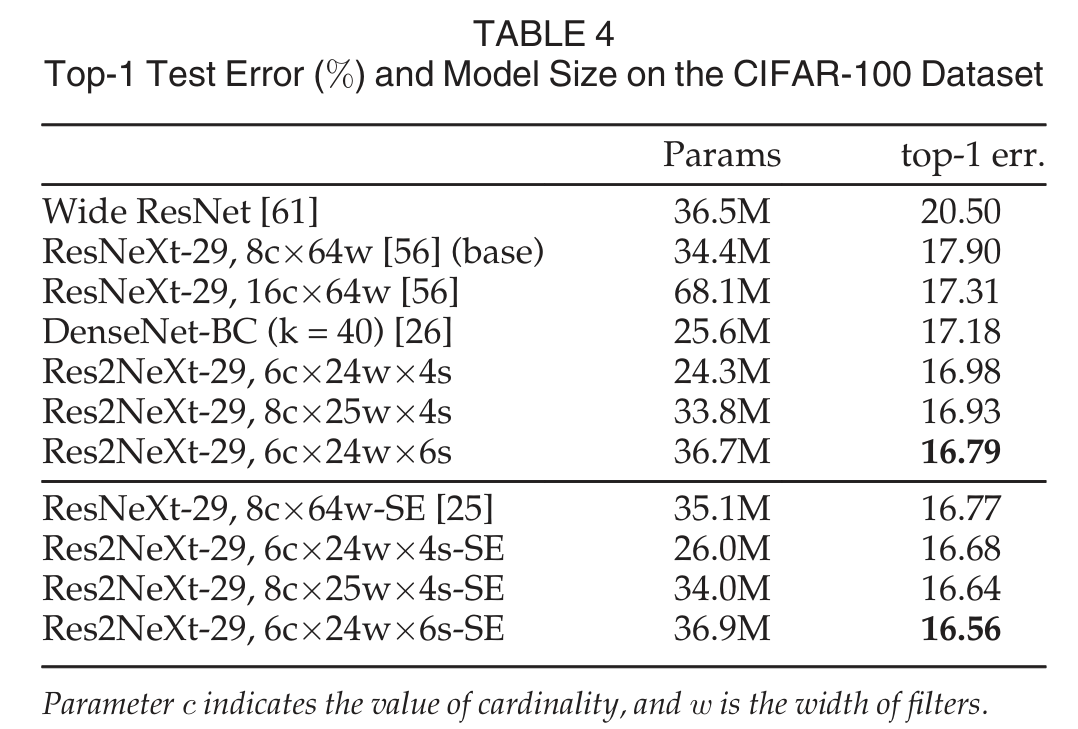 TABLE 4
Top-1 Test Error (%) and Model Size on the CIFAR-100 Dataset
Params top-1 err.
Wide ResNet [61] 36.5M 20.50
ResNeXt-29, 8c×64w [56] (base) 34.4M 17.90
ResNeXt-29, 16c×64w [56] 68.1M 17.31
DenseNet-BC (k = 40) [26] 25.6M 17.18
Res2NeXt-29, 6c×24w×4s 24.3M 16.98
Res2NeXt-29, 8c×25w×4s 33.8M 16.93
Res2NeXt-29, 6c×24w×6s 36.7M 16.79
ResNeXt-29, 8c×64w-SE [25] 35.1M 16.77
Res2NeXt-29, 6c×24w×4s-SE 26.0M 16.68
Res2NeXt-29, 8c×25w×4s-SE 34.0M 16.64
Res2NeXt-29, 6c×24w×6s-SE 36.9M 16.56
Parameter c indicates the value of cardinality, and w is the width of filters.